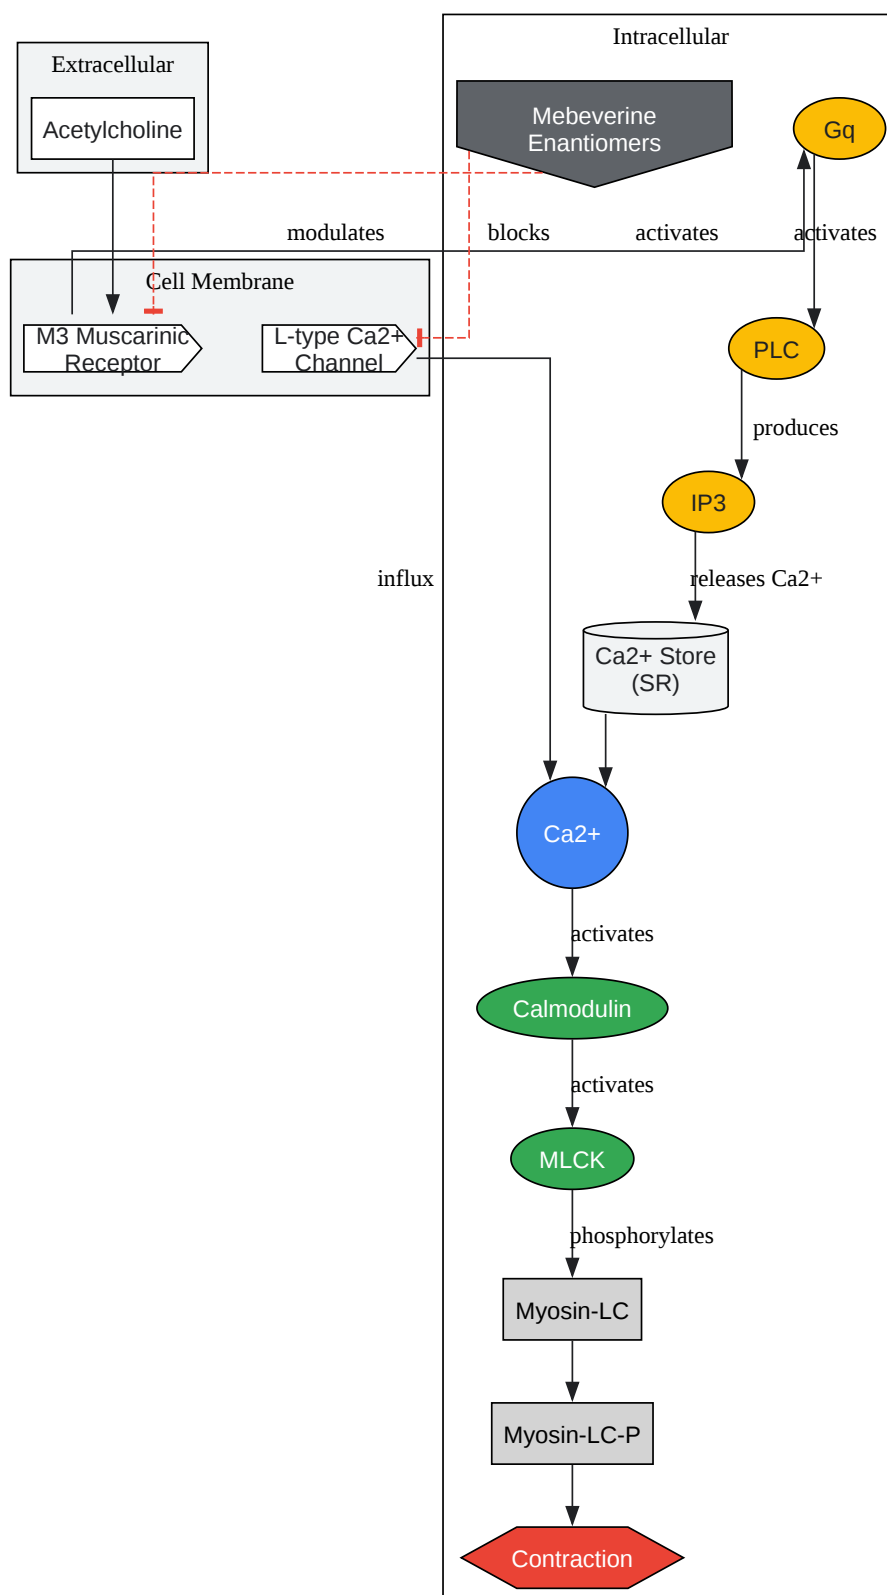 Intracellular
Extracellular
Acetylcholine
Mebeverine
Enantiomers
Gq
modulates
blocks
activates
activates
Cell Membrane
M3 Muscarinic
Receptor
L-type Ca2+
Channel
PLC
produces
IP3
influx
releases Ca2+
Ca2+ Store
(SR)
Ca2+
activates
Calmodulin
activates
MLCK
phosphorylates
Myosin-LC
Myosin-LC-P
Contraction